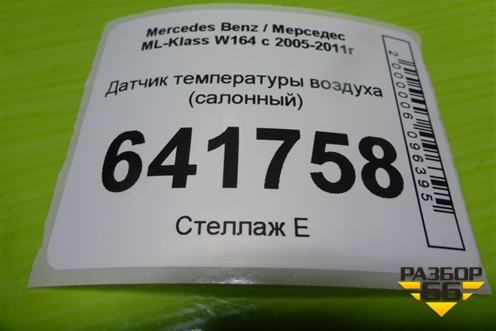 Mercedes Benz / Мерседес
ML-Klass W164 с 2005-2011г
Датчик температуры воздуха
(салонный)
641758
Стеллаж Е
2000006096395
РАЗБОР
66